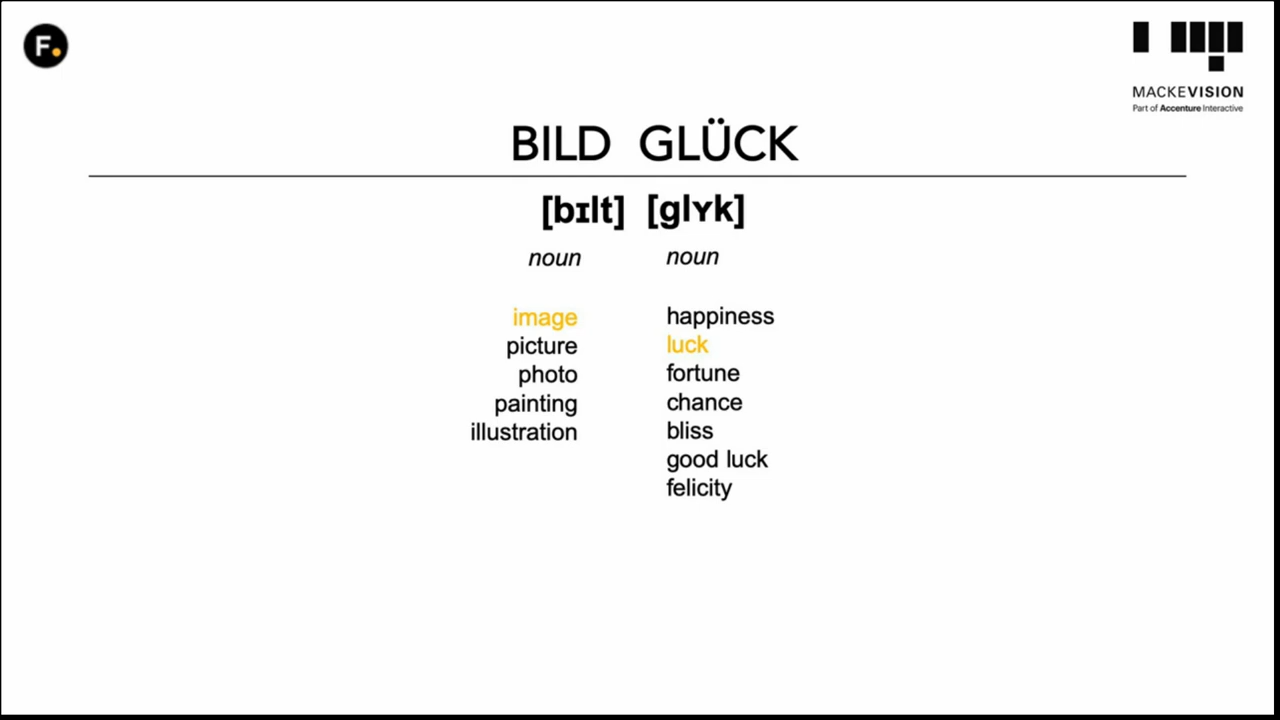 F.
MACKEVISION
Part of Accenture Interactive
BILD GLÜCK
[bɪlt] [glʏk]
noun noun
image happiness
picture luck
photo fortune
painting chance
illustration bliss
good luck
felicity